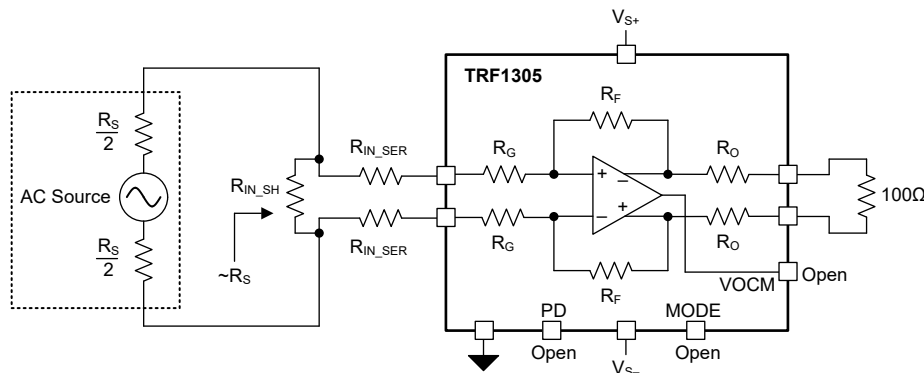 V_S+
TRF1305
R_F
R_S
2
R_IN_SER
R_G
R_O
AC Source
R_IN_SH
+
−
100Ω
−
+
R_S
2
~R_S
R_IN_SER
R_G
R_O
R_F
VOCM
Open
PD
MODE
Open
Open
V_S−